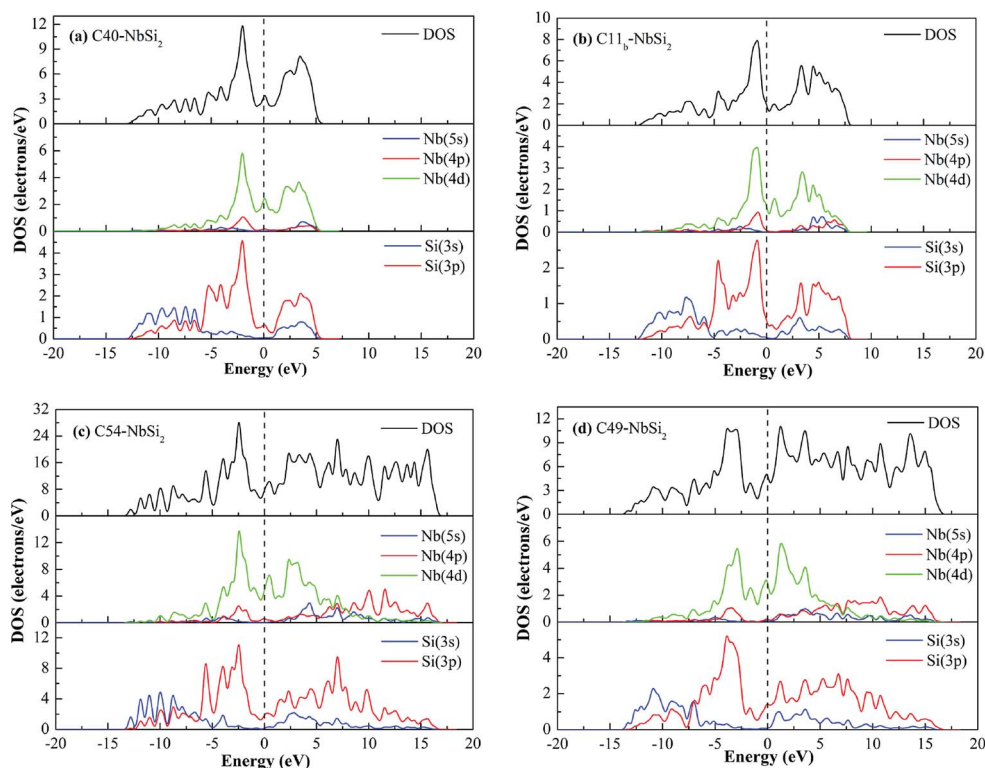 (a) C40-NbSi2
DOS
12
9
6
3
0
Nb(5s)
Nb(4p)
Nb(4d)
6
4
2
0
Si(3s)
Si(3p)
4
3
2
1
0
DOS (electrons/eV)
-20 -15 -10 -5 0 5 10 15 20
Energy (eV)
(b) C11b-NbSi2
DOS
11
10
8
6
4
2
0
Nb(5s)
Nb(4p)
Nb(4d)
4
3
2
1
0
Si(3s)
Si(3p)
2
1
0
DOS (electrons/eV)
-20 -15 -10 -5 0 5 10 15 20
Energy (eV)
(c) C54-NbSi2
DOS
32
24
16
8
0
Nb(5s)
Nb(4p)
Nb(4d)
12
8
4
0
Si(3s)
Si(3p)
12
8
4
0
DOS (electrons/eV)
-20 -15 -10 -5 0 5 10 15 20
Energy (eV)
(d) C49-NbSi2
DOS
12
9
6
3
0
Nb(5s)
Nb(4p)
Nb(4d)
6
4
2
0
Si(3s)
Si(3p)
4
2
0
DOS (electrons/eV)
-20 -15 -10 -5 0 5 10 15 20
Energy (eV)